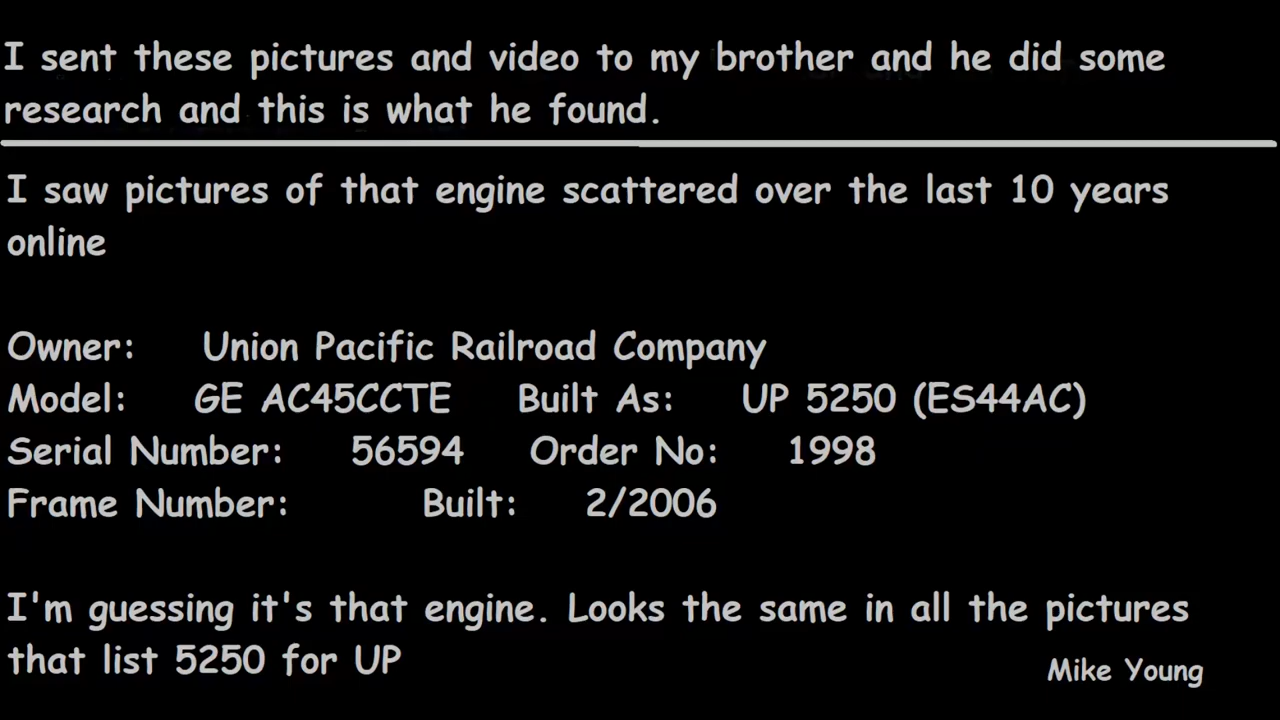 I sent these pictures and video to my brother and he did some
research and this is what he found.
I saw pictures of that engine scattered over the last 10 years
online
Owner: Union Pacific Railroad Company
Model: GE AC45CCTE Built As: UP 5250 (ES44AC)
Serial Number: 56594 Order No: 1998
Frame Number: Built: 2/2006
I'm guessing it's that engine. Looks the same in all the pictures
that list 5250 for UP
Mike Young